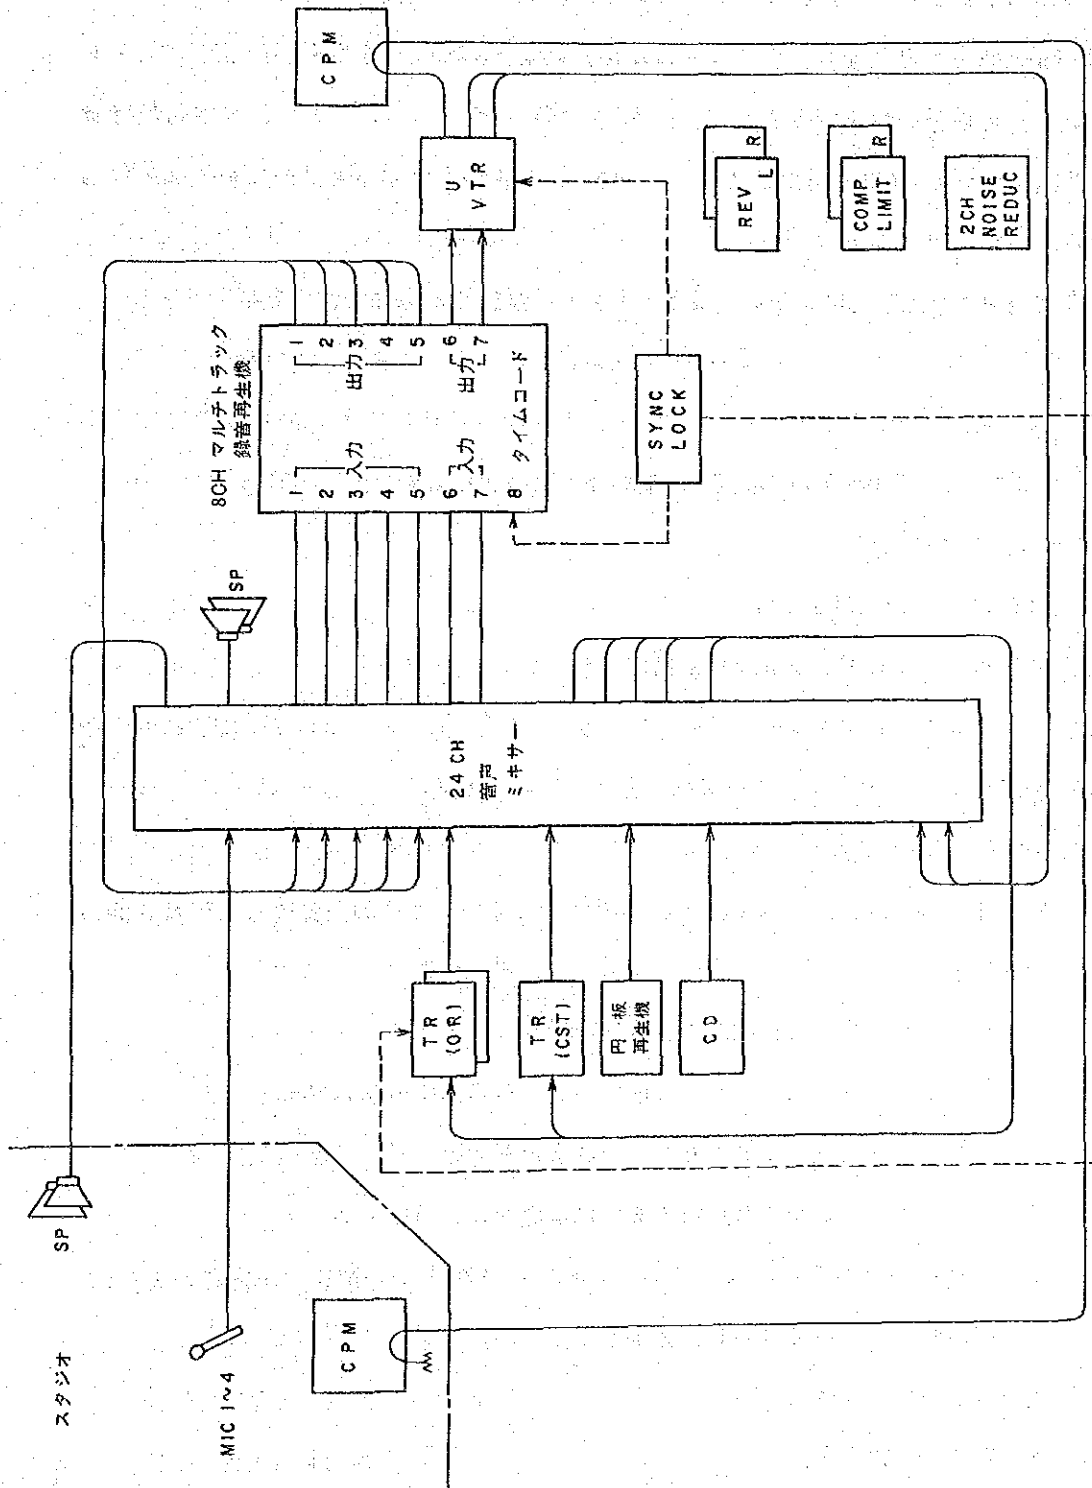 スタジオ
SP
MIC 1～4
CPM
TR
(OR)
TR
(CST)
円板
再生機
CD
24CH
音声
ミキサー
SP
8CH マルチトラック
録音再生機
1
2
3
4
5
入力
6
7
入力
8 タイムコード
1
2
3
4
5
出力
6
7
出力
SYNC
LOCK
U
VTR
CPM
REV
L
R
COMP
LIMIT
R
2CH
NOISE
REDUC